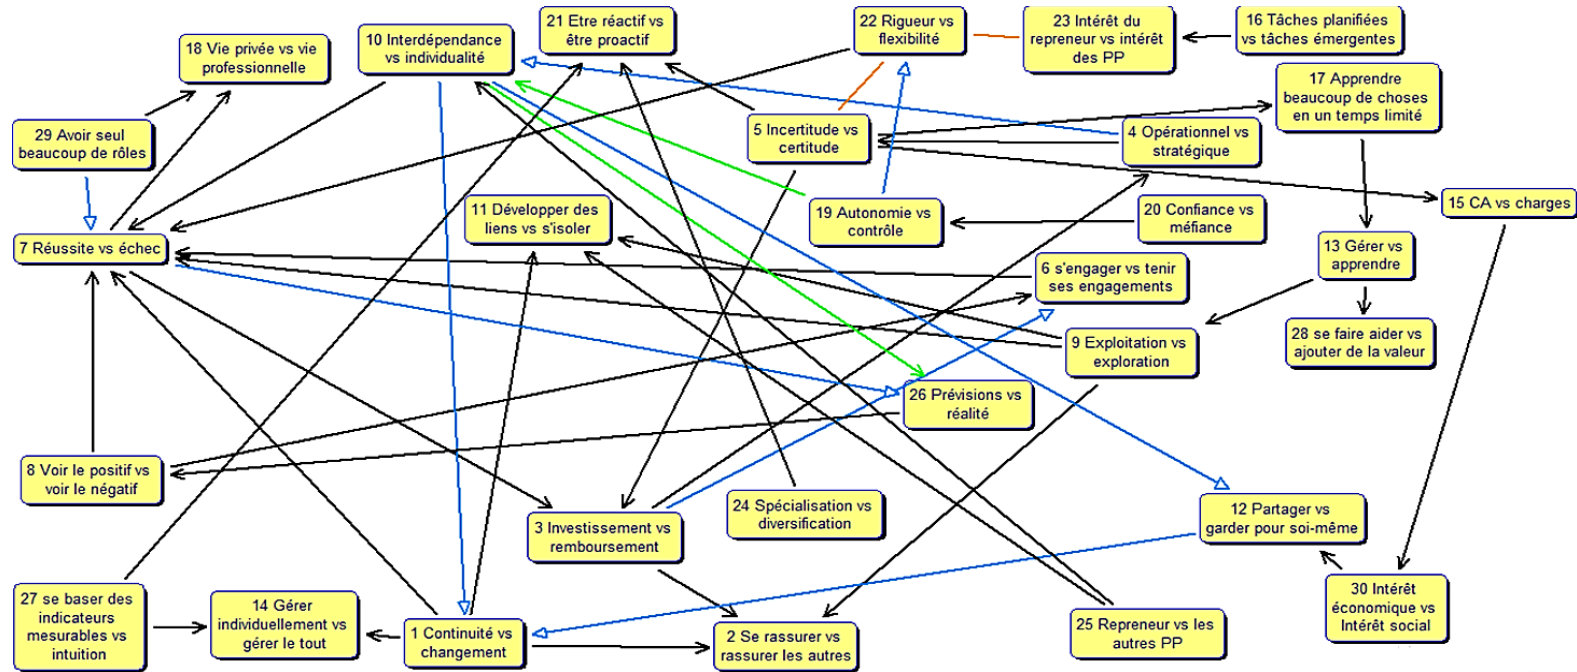 21 Etre réactif vs
être proactif
22 Rigueur vs
flexibilité
23 Intérêt du
repreneur vs intérêt
des PP
16 Tâches planifiées
vs tâches émergentes
18 Vie privée vs vie
professionnelle
10 Interdépendance
vs individualité
17 Apprendre
beaucoup de choses
en un temps limité
29 Avoir seul
beaucoup de rôles
5 Incertitude vs
certitude
4 Opérationnel vs
stratégique
11 Développer des
liens vs s'isoler
19 Autonomie vs
contrôle
20 Confiance vs
méfiance
15 CA vs charges
7 Réussite vs échec
13 Gérer vs
apprendre
6 s'engager vs tenir
ses engagements
9 Exploitation vs
exploration
28 se faire aider vs
ajouter de la valeur
26 Prévisions vs
réalité
8 Voir le positif vs
voir le négatif
24 Spécialisation vs
diversification
3 Investissement vs
remboursement
12 Partager vs
garder pour soi-même
27 se baser des
indicateurs
mesurables vs
intuition
14 Gérer
individuellement vs
gérer le tout
1 Continuité vs
changement
2 Se rassurer vs
rassurer les autres
25 Repreneur vs les
autres PP
30 Intérêt
économique vs
Intérêt social